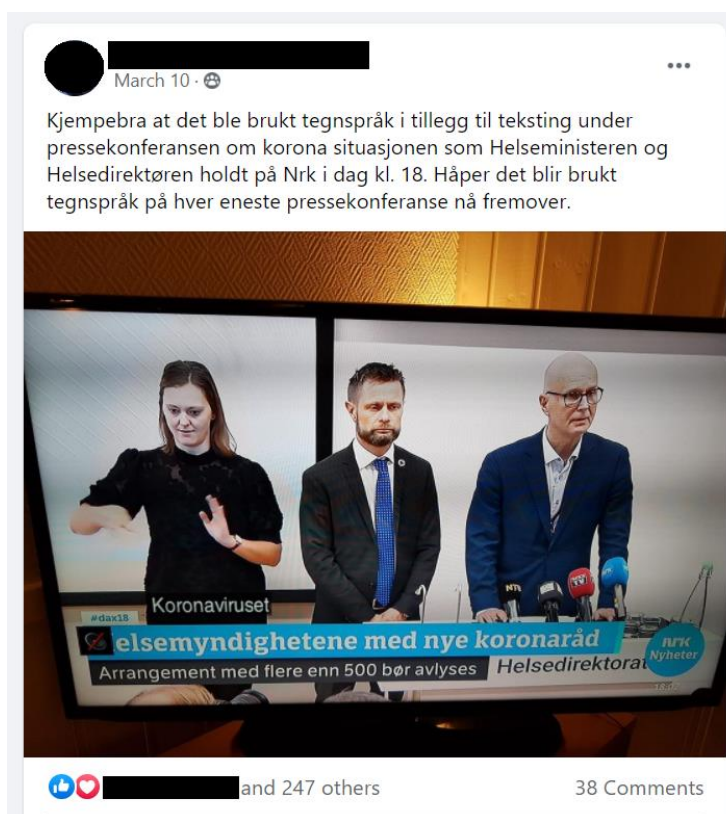 March 10
Kjempebra at det ble brukt tegnspråk i tillegg til teksting under
pressekonferansen om korona situasjonen som Helseministeren og
Helsedirektøren holdt på Nrk i dag kl. 18. Håper det blir brukt
tegnspråk på hver eneste pressekonferanse nå fremover.
Koronaviruset
#dax18
elsemyndighetene med nye koronaråd
Arrangement med flere enn 500 bør avlyses
Helsedirektorat
NRK
Nyheter
and 247 others
38 Comments